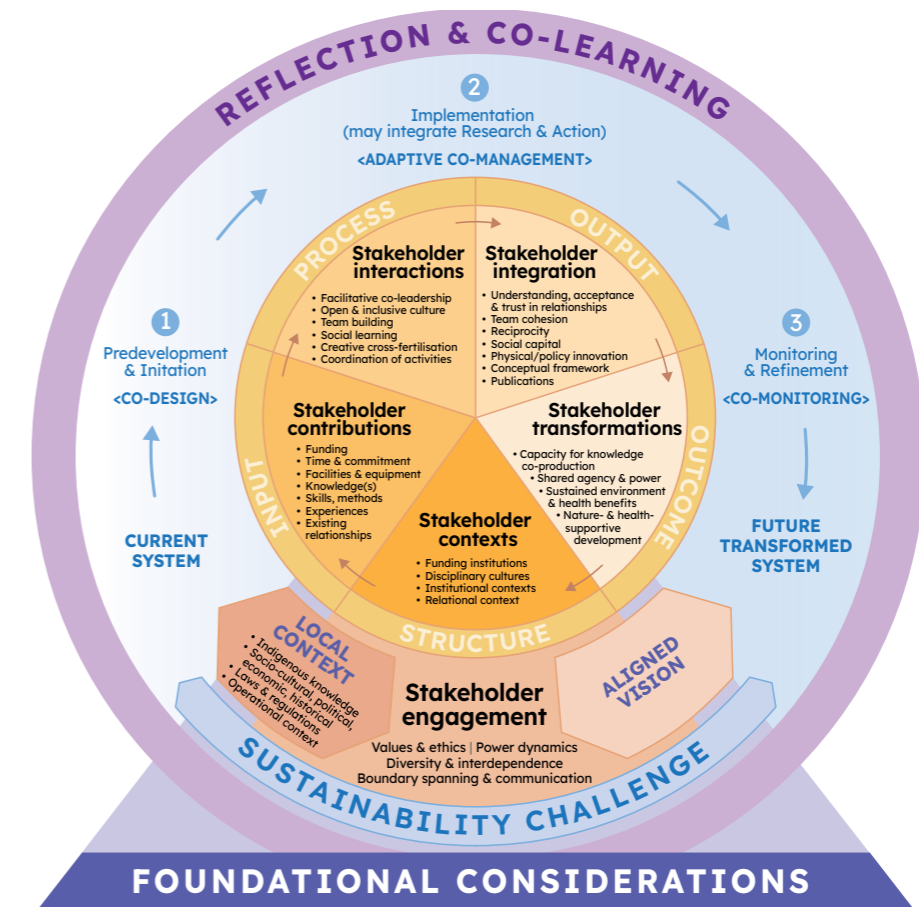 REFLECTION & CO-LEARNING
2
Implementation
(may integrate Research & Action)
<ADAPTIVE CO-MANAGEMENT>
1
Predevelopment
& Initation
<CO-DESIGN>
CURRENT
SYSTEM
3
Monitoring
& Refinement
<CO-MONITORING>
FUTURE
TRANSFORMED
SYSTEM
PROCESS
Stakeholder
interactions
• Facilitative co-leadership
• Open & inclusive culture
• Team building
• Social learning
• Creative cross-fertilisation
• Coordination of activities
OUTPUT
Stakeholder
integration
• Understanding, acceptance
& trust in relationships
• Team cohesion
• Reciprocity
• Social capital
• Physical/policy innovation
• Conceptual framework
• Publications
INPUT
Stakeholder
contributions
• Funding
• Time & commitment
• Facilities & equipment
• Knowledge(s)
• Skills, methods
• Experiences
• Existing
relationships
OUTCOME
Stakeholder
transformations
• Capacity for knowledge
co-production
• Shared agency & power
• Sustained environment
& health benefits
• Nature- & health-
supportive
development
Stakeholder
contexts
• Funding institutions
• Disciplinary cultures
• Institutional contexts
• Relational context
STRUCTURE
LOCAL
CONTEXT
• Indigenous knowledge
• Socio-cultural, political,
economic, historical
• Laws & regulations
• Operational context
ALIGNED
VISION
Stakeholder
engagement
Values & ethics | Power dynamics
Diversity & interdependence
Boundary spanning & communication
SUSTAINABILITY CHALLENGE
FOUNDATIONAL CONSIDERATIONS